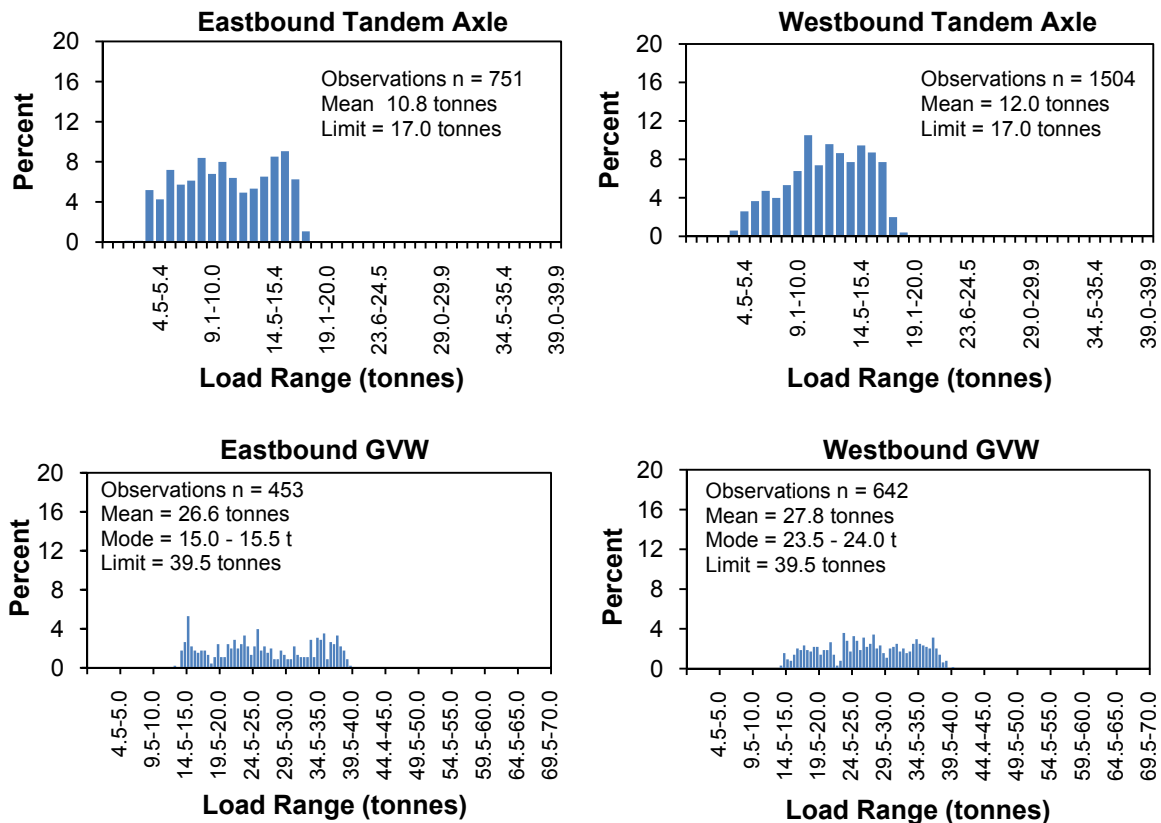 Eastbound Tandem Axle
20
16
12
8
4
0
Percent
Observations n = 751
Mean 10.8 tonnes
Limit = 17.0 tonnes
4.5-5.4
9.1-10.0
14.5-15.4
19.1-20.0
23.6-24.5
29.0-29.9
34.5-35.4
39.0-39.9
Load Range (tonnes)
Westbound Tandem Axle
20
16
12
8
4
0
Percent
Observations n = 1504
Mean = 12.0 tonnes
Limit = 17.0 tonnes
4.5-5.4
9.1-10.0
14.5-15.4
19.1-20.0
23.6-24.5
29.0-29.9
34.5-35.4
39.0-39.9
Load Range (tonnes)
Eastbound GVW
20
16
12
8
4
0
Percent
Observations n = 453
Mean = 26.6 tonnes
Mode = 15.0 - 15.5 t
Limit = 39.5 tonnes
4.5-5.0
9.5-10.0
14.5-15.0
19.5-20.0
24.5-25.0
29.5-30.0
34.5-35.0
39.5-40.0
44.4-45.0
49.5-50.0
54.5-55.0
59.5-60.0
64.5-65.0
69.5-70.0
Load Range (tonnes)
Westbound GVW
20
16
12
8
4
0
Percent
Observations n = 642
Mean = 27.8 tonnes
Mode = 23.5 - 24.0 t
Limit = 39.5 tonnes
4.5-5.0
9.5-10.0
14.5-15.0
19.5-20.0
24.5-25.0
29.5-30.0
34.5-35.0
39.5-40.0
44.4-45.0
49.5-50.0
54.5-55.0
59.5-60.0
64.5-65.0
69.5-70.0
Load Range (tonnes)